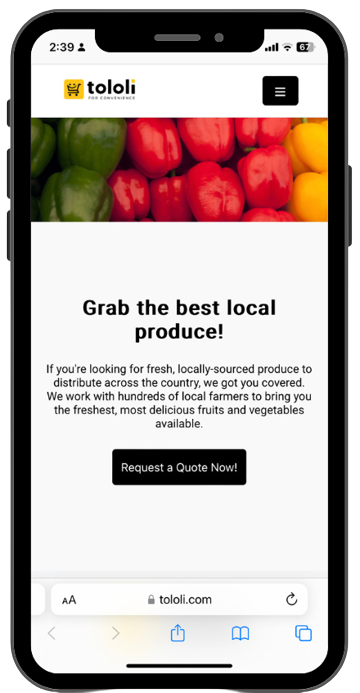 2:39
67
tololi
FOR CONVENIENCE
Grab the best local
produce!
If you're looking for fresh, locally-sourced produce to
distribute across the country, we got you covered.
We work with hundreds of local farmers to bring you
the freshest, most delicious fruits and vegetables
available.
Request a Quote Now!
AA
tololi.com